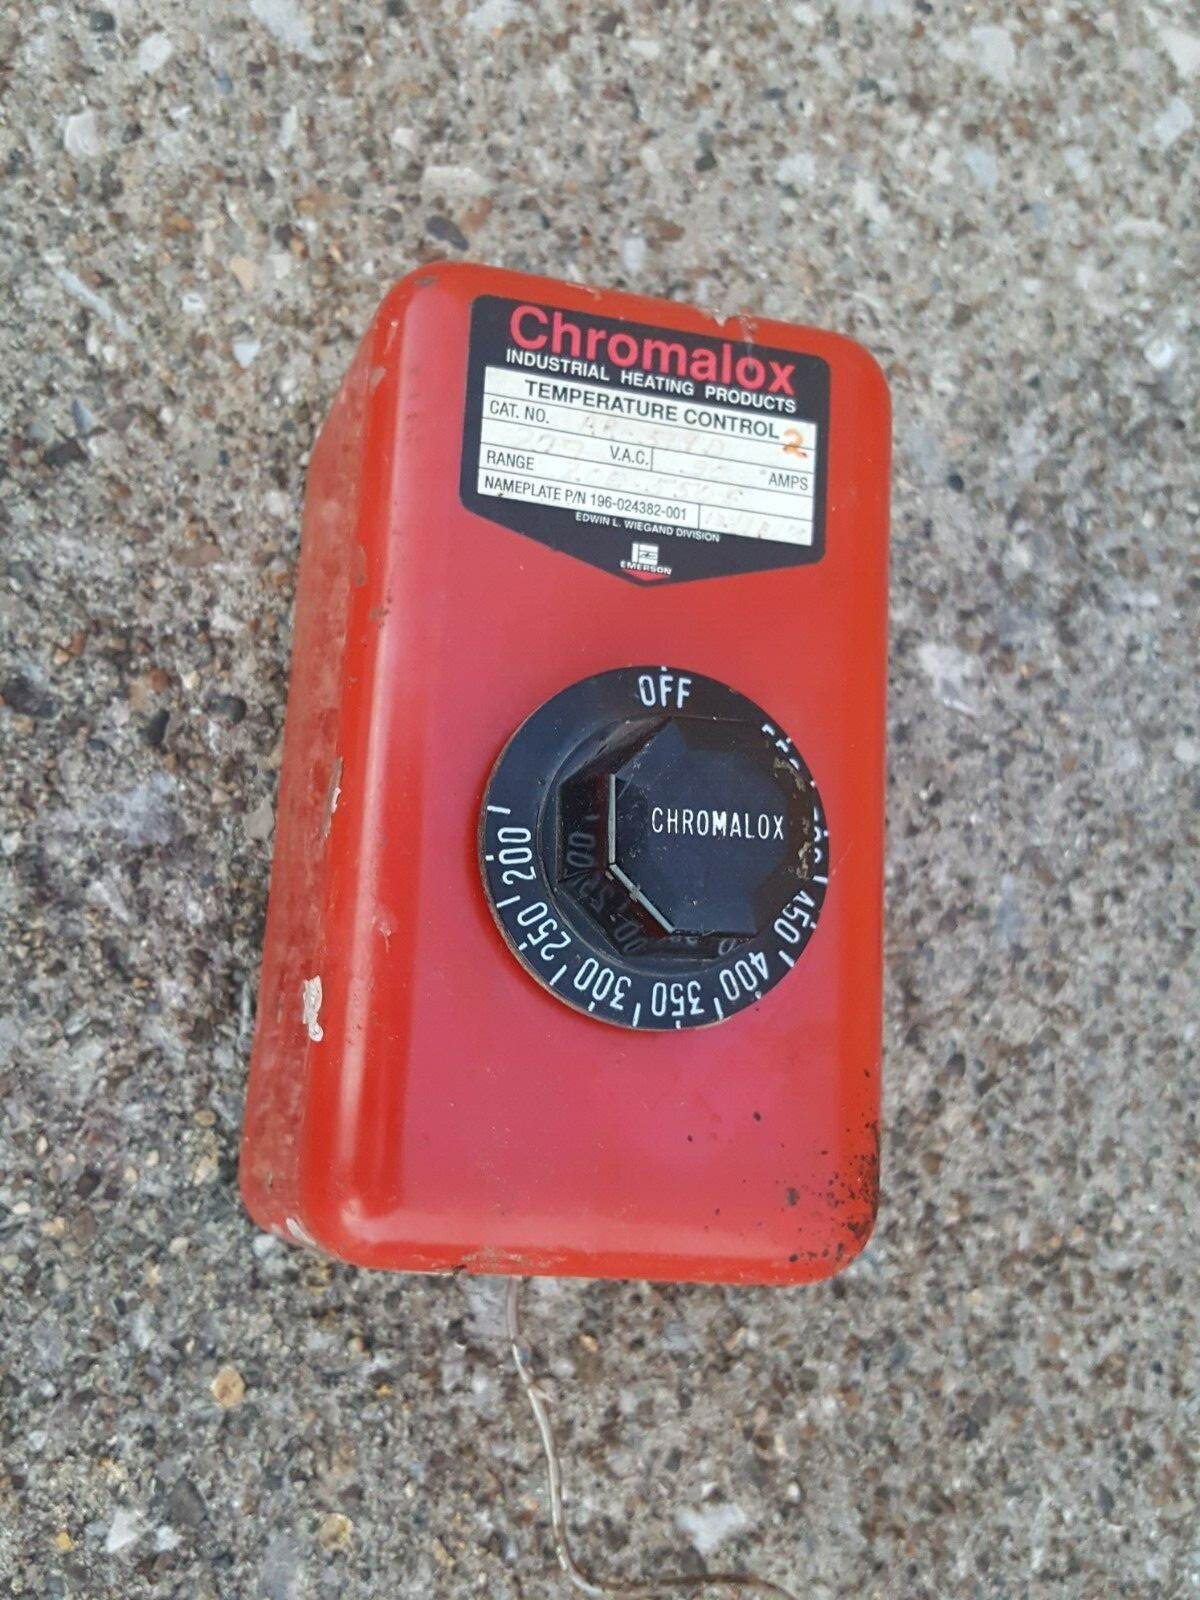 Chromalox
INDUSTRIAL HEATING PRODUCTS
TEMPERATURE CONTROL 2
CAT. NO.
V.A.C. AMPS
RANGE
NAMEPLATE P/N 196-024382-001
EDWIN L. WIEGAND DIVISION
EMERSON
OFF
CHROMALOX
200
250
300
350
400
450